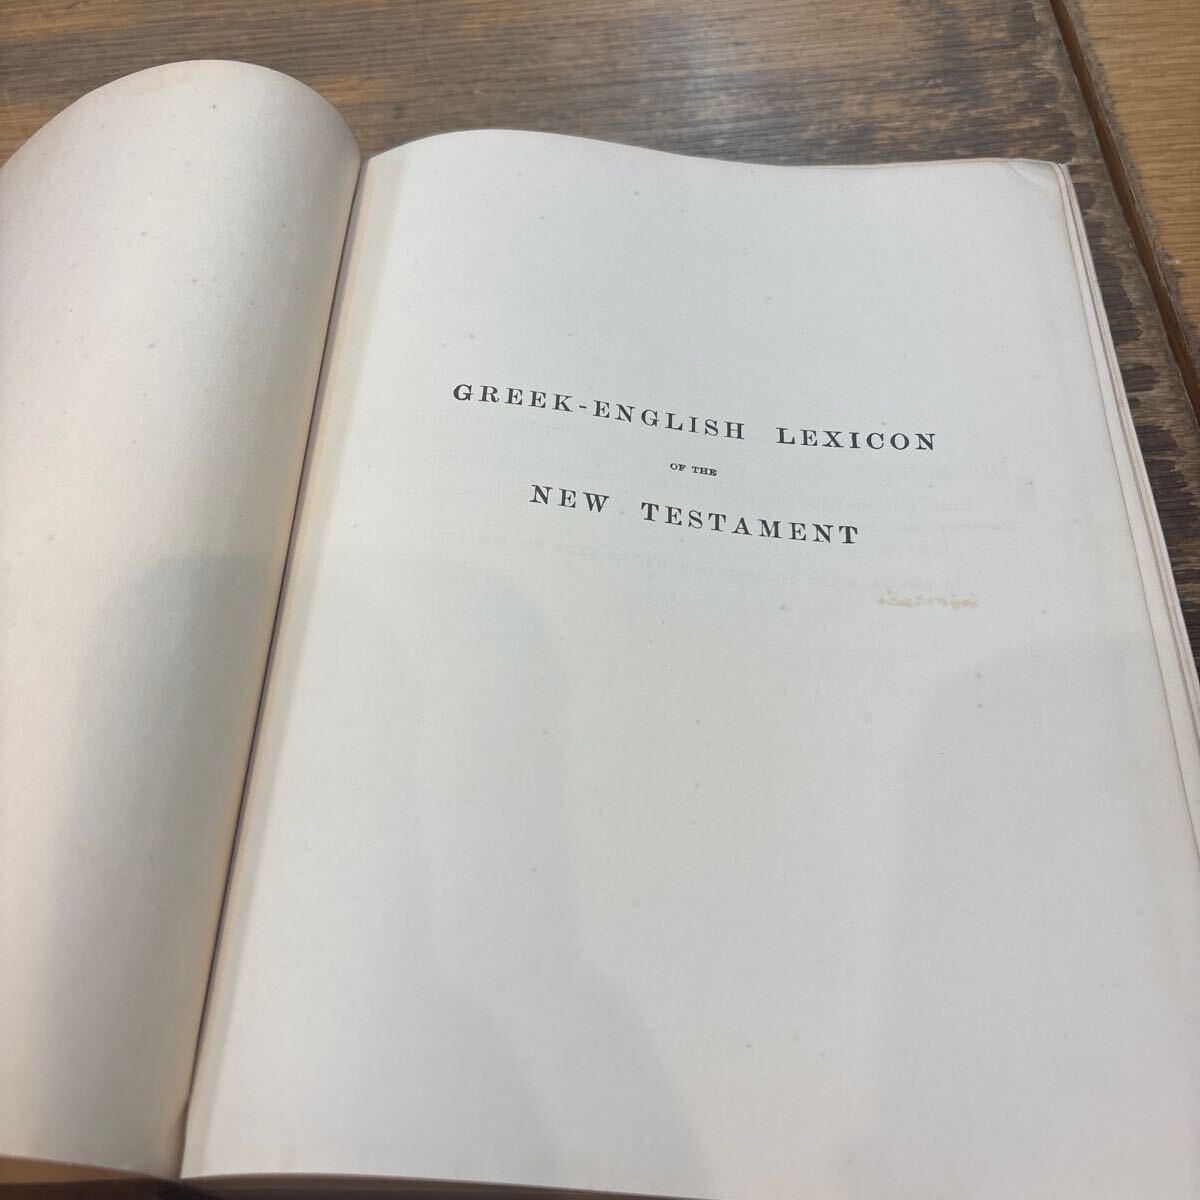 GREEK-ENGLISH LEXICON
OF THE
NEW TESTAMENT